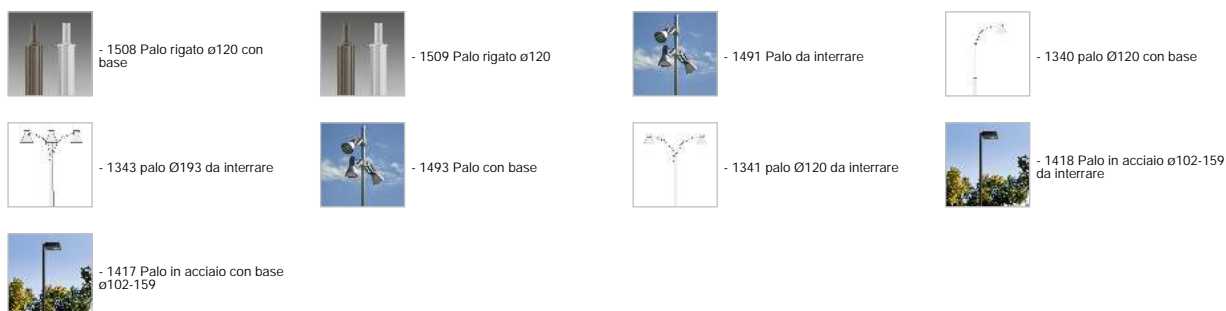 - 1508 Palo rigato ø120 con
base
- 1509 Palo rigato ø120
- 1491 Palo da interrare
- 1340 palo Ø120 con base
- 1343 palo Ø193 da interrare
- 1493 Palo con base
- 1341 palo Ø120 da interrare
- 1418 Palo in acciaio ø102-159
da interrare
- 1417 Palo in acciaio con base
ø102-159